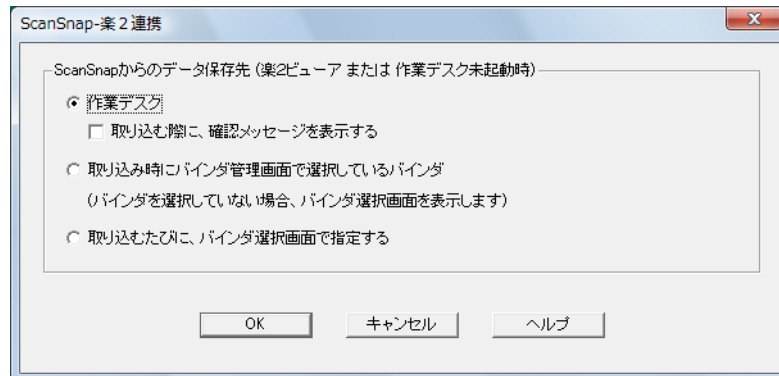 ScanSnap-楽２連携
ScanSnapからのデータ保存先 (楽2ビューア または 作業デスク未起動時)
作業デスク
取り込む際に、確認メッセージを表示する
取り込み時にバインダ管理画面で選択しているバインダ
(バインダを選択していない場合、バインダ選択画面を表示します)
取り込むたびに、バインダ選択画面で指定する
OK キャンセル ヘルプ